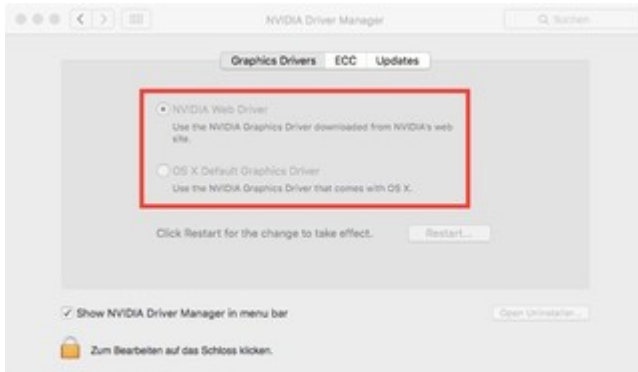 NVIDIA Driver Manager
Suchen
Graphics Drivers ECC Updates
NVIDIA Web Driver
Use the NVIDIA Graphics Driver downloaded from NVIDIA's web
site.
OS X Default Graphics Driver
Use the NVIDIA Graphics Driver that comes with OS X.
Click Restart for the change to take effect. Restart...
Show NVIDIA Driver Manager in menu bar
Open Uninstaller...
Zum Bearbeiten auf das Schloss klicken.